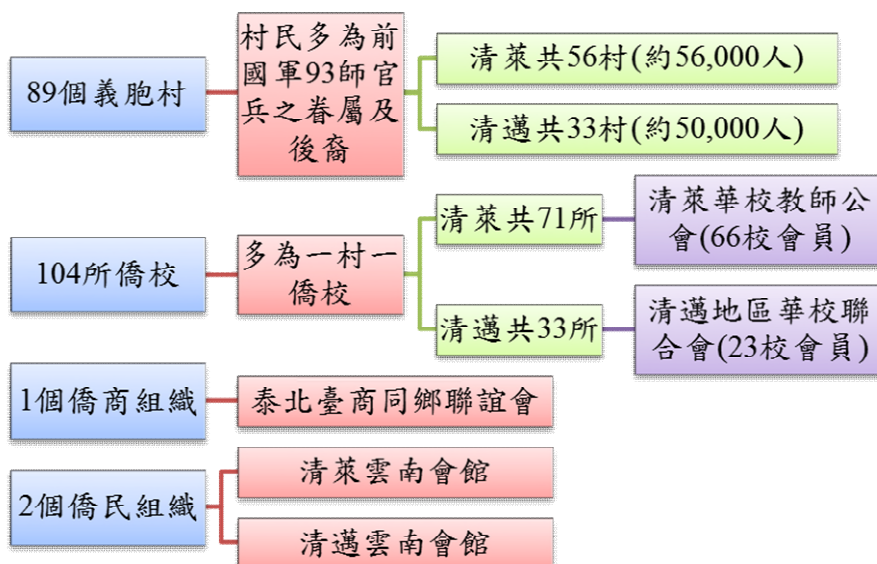 89個義胞村
村民多為前
國軍93師官
兵之眷屬及
後裔
清萊共56村(約56,000人)
清邁共33村(約50,000人)
104所僑校
多為一村一
僑校
清萊共71所
清萊華校教師公
會(66校會員)
清邁共33所
清邁地區華校聯
合會(23校會員)
1個僑商組織
泰北臺商同鄉聯誼會
2個僑民組織
清萊雲南會館
清邁雲南會館